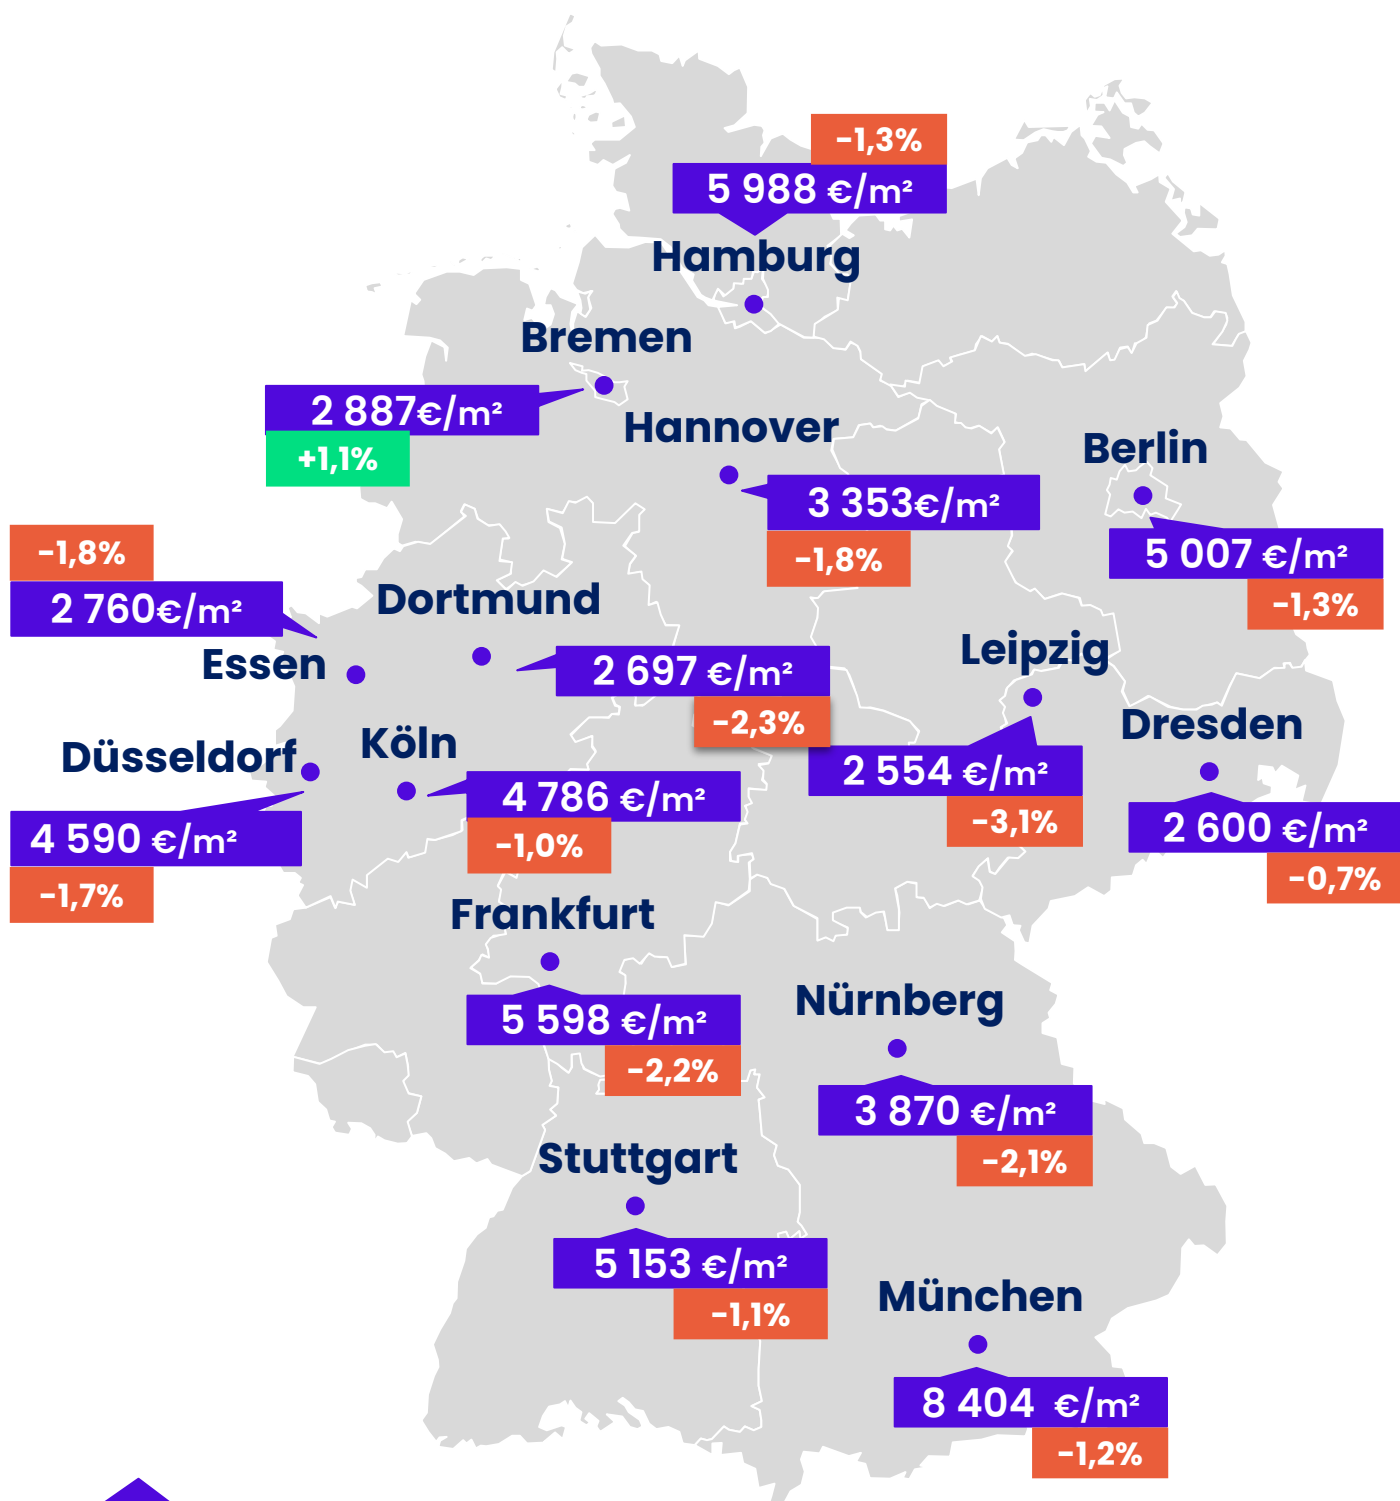 -1,3%
5 988 €/m²
Hamburg
Bremen
2 887€/m²
+1,1%
Hannover
3 353€/m²
-1,8%
Berlin
5 007 €/m²
-1,3%
-1,8%
2 760€/m²
Essen
Dortmund
2 697 €/m²
-2,3%
Leipzig
2 554 €/m²
-3,1%
Dresden
2 600 €/m²
-0,7%
Düsseldorf
4 590 €/m²
-1,7%
Köln
4 786 €/m²
-1,0%
Frankfurt
5 598 €/m²
-2,2%
Nürnberg
3 870 €/m²
-2,1%
Stuttgart
5 153 €/m²
-1,1%
München
8 404 €/m²
-1,2%